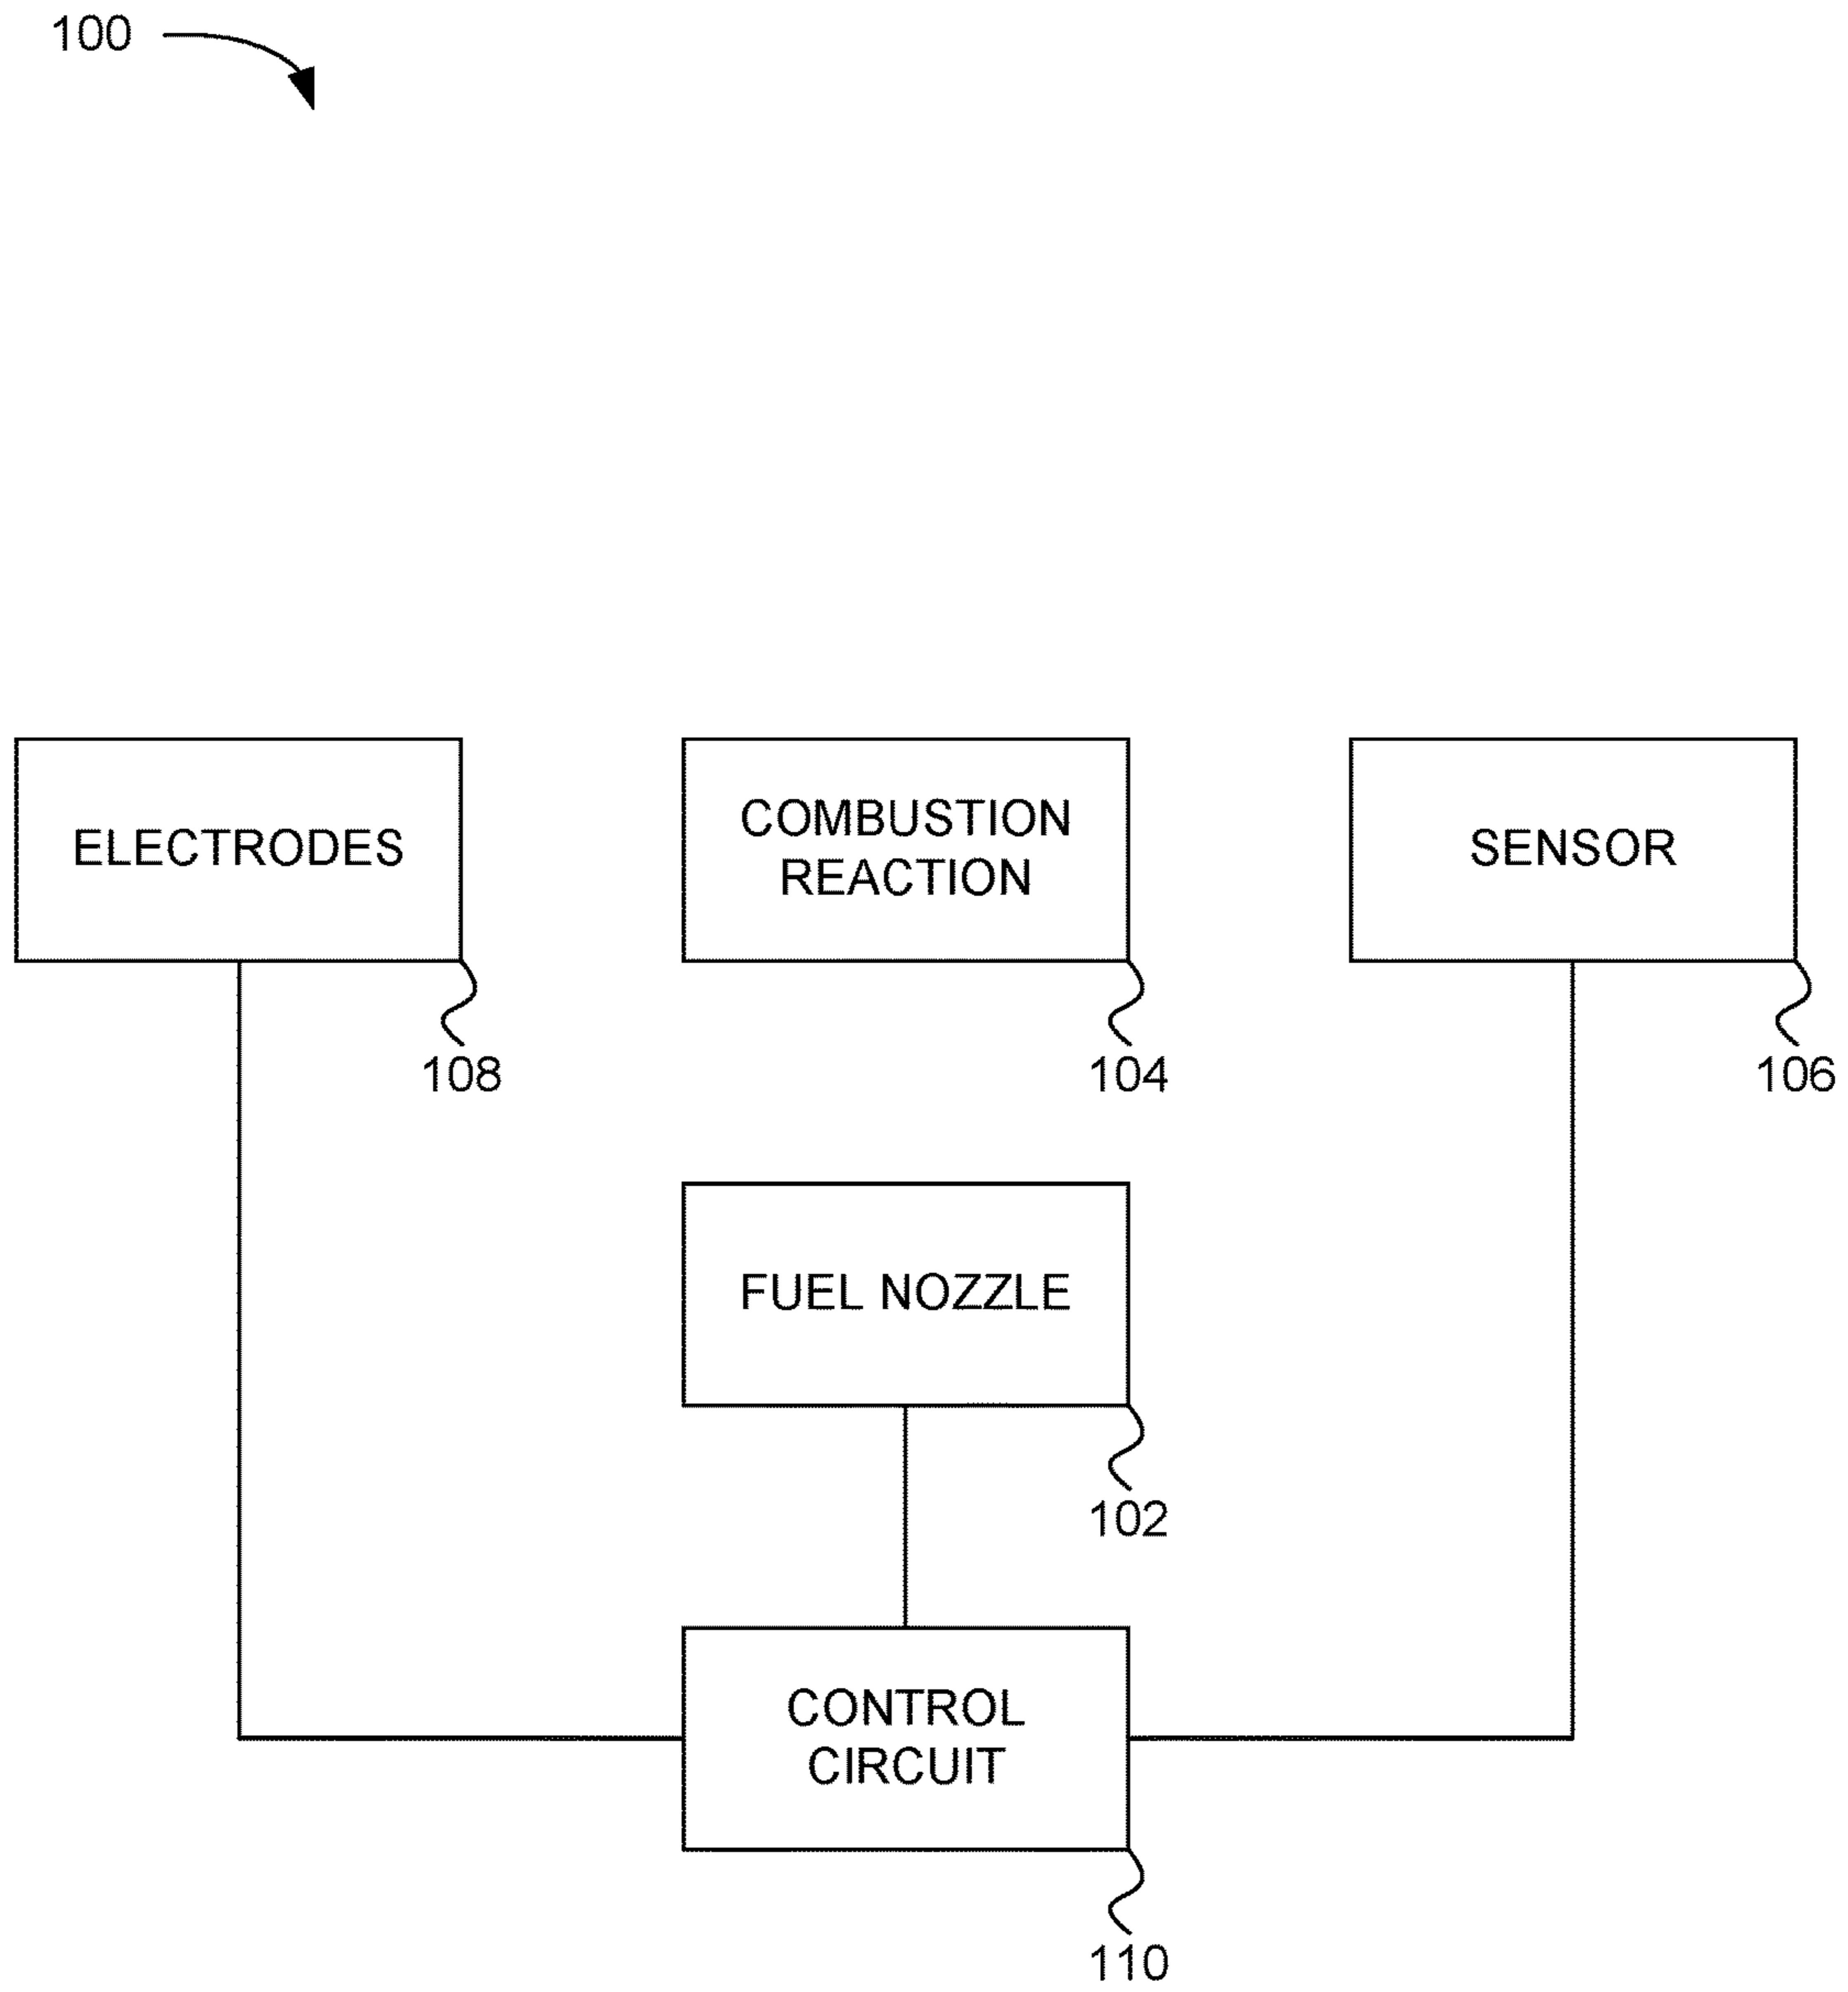 100
ELECTRODES
108
COMBUSTION
REACTION
104
SENSOR
106
FUEL NOZZLE
102
CONTROL
CIRCUIT
110